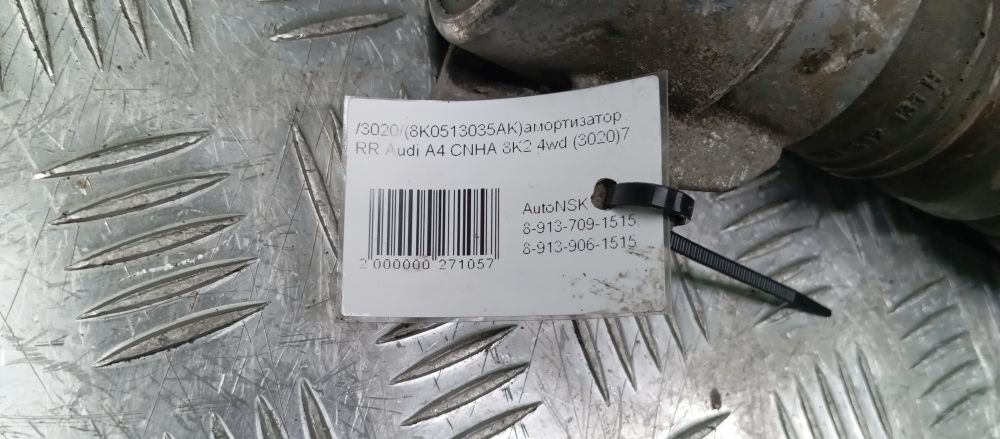 /3020/(8K0513035AK)амортизатор
RR Audi A4 CNHA 8K2 4wd (3020)7
AutoNSK
8-913-709-1515,
8-913-906-1515
2 000000 271057